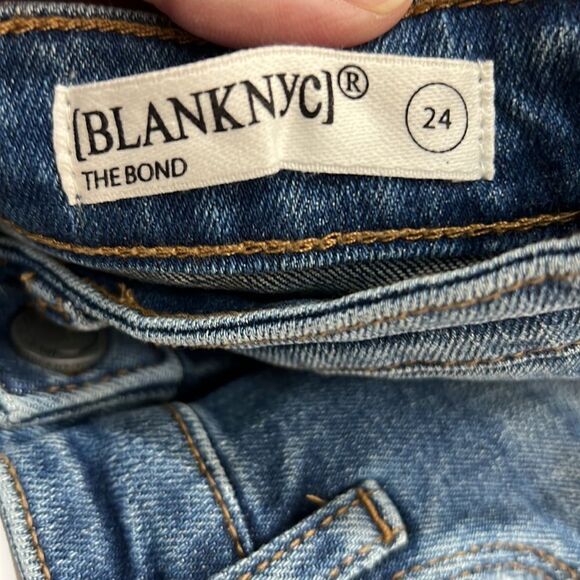 [BLANKNYC]®
24
THE BOND